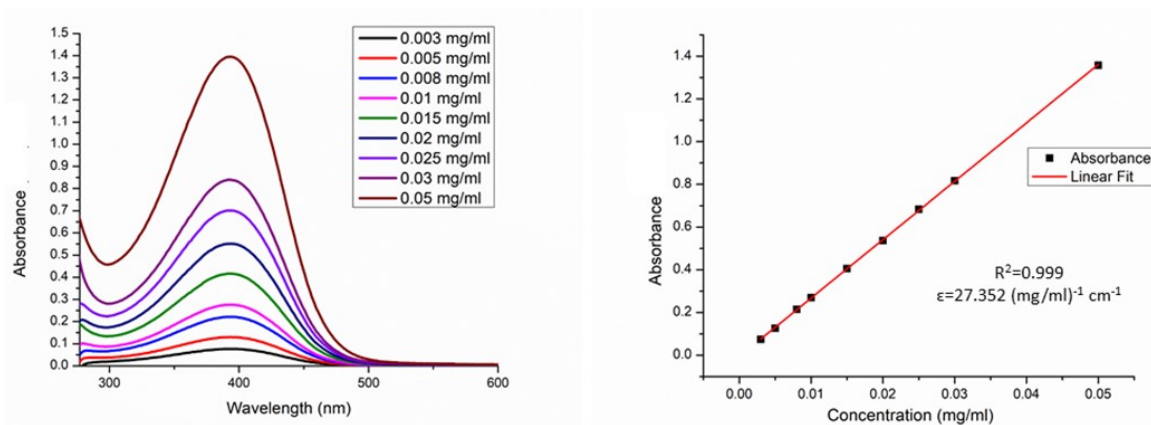 1.5
1.4
1.3
1.2
1.1
1.0
0.9
0.8
0.7
0.6
0.5
0.4
0.3
0.2
0.1
0.0
Absorbance
300
400
500
600
Wavelength (nm)
0.003 mg/ml
0.005 mg/ml
0.008 mg/ml
0.01 mg/ml
0.015 mg/ml
0.02 mg/ml
0.025 mg/ml
0.03 mg/ml
0.05 mg/ml
1.4
1.2
1.0
0.8
0.6
0.4
0.2
0.0
Absorbance
0.00
0.01
0.02
0.03
0.04
0.05
Concentration (mg/ml)
Absorbance
Linear Fit
R²=0.999
ε=27.352 (mg/ml)⁻¹ cm⁻¹